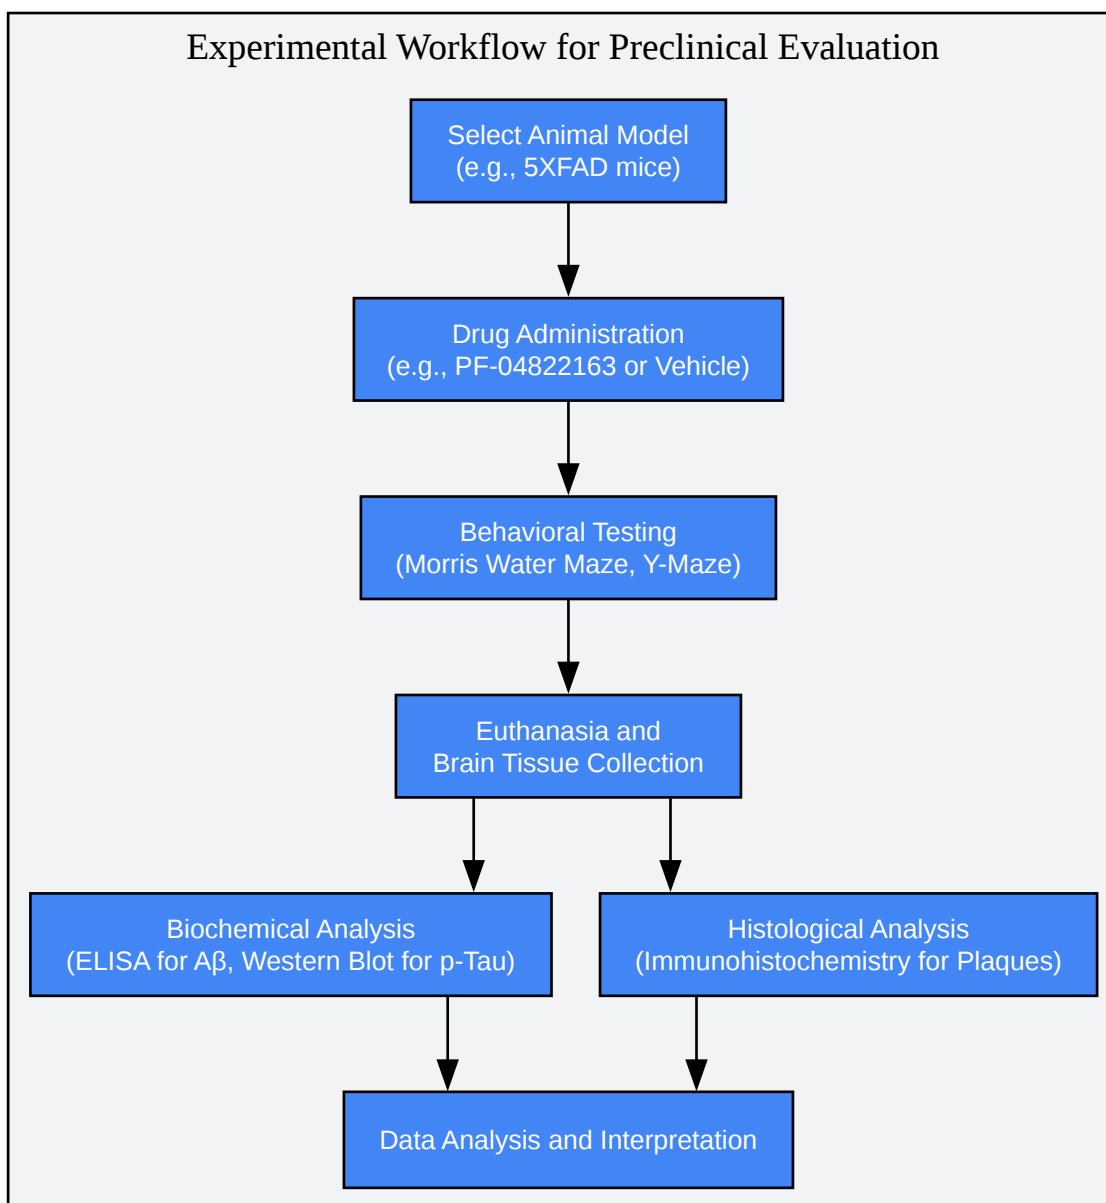 Experimental Workflow for Preclinical Evaluation
Select Animal Model
(e.g., 5XFAD mice)
Drug Administration
(e.g., PF-04822163 or Vehicle)
Behavioral Testing
(Morris Water Maze, Y-Maze)
Euthanasia and
Brain Tissue Collection
Biochemical Analysis
(ELISA for Aβ, Western Blot for p-Tau)
Histological Analysis
(Immunohistochemistry for Plaques)
Data Analysis and Interpretation